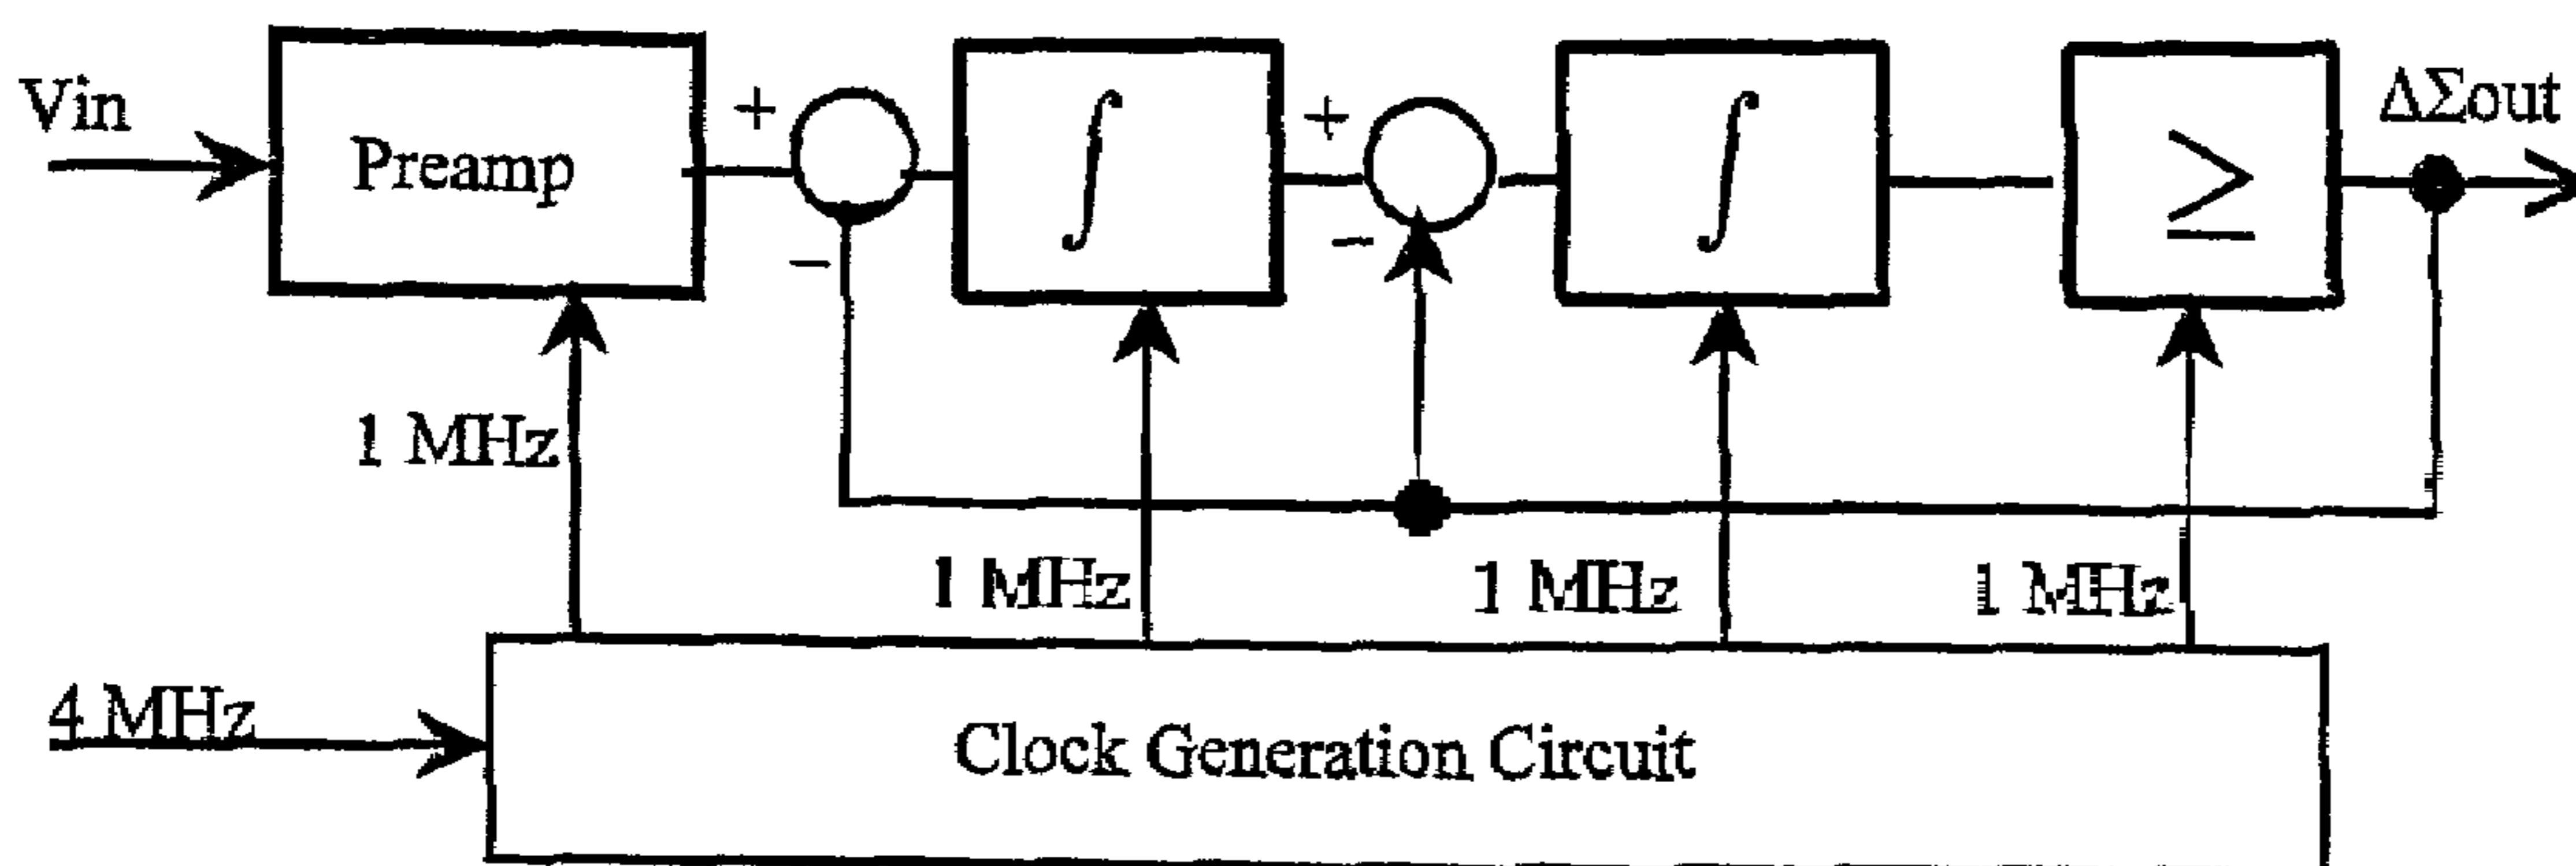 Vin
Preamp
+
−
∫
+
−
∫
≥
ΔΣout
1 MHz
1 MHz
1 MHz
1 MHz
4 MHz
Clock Generation Circuit